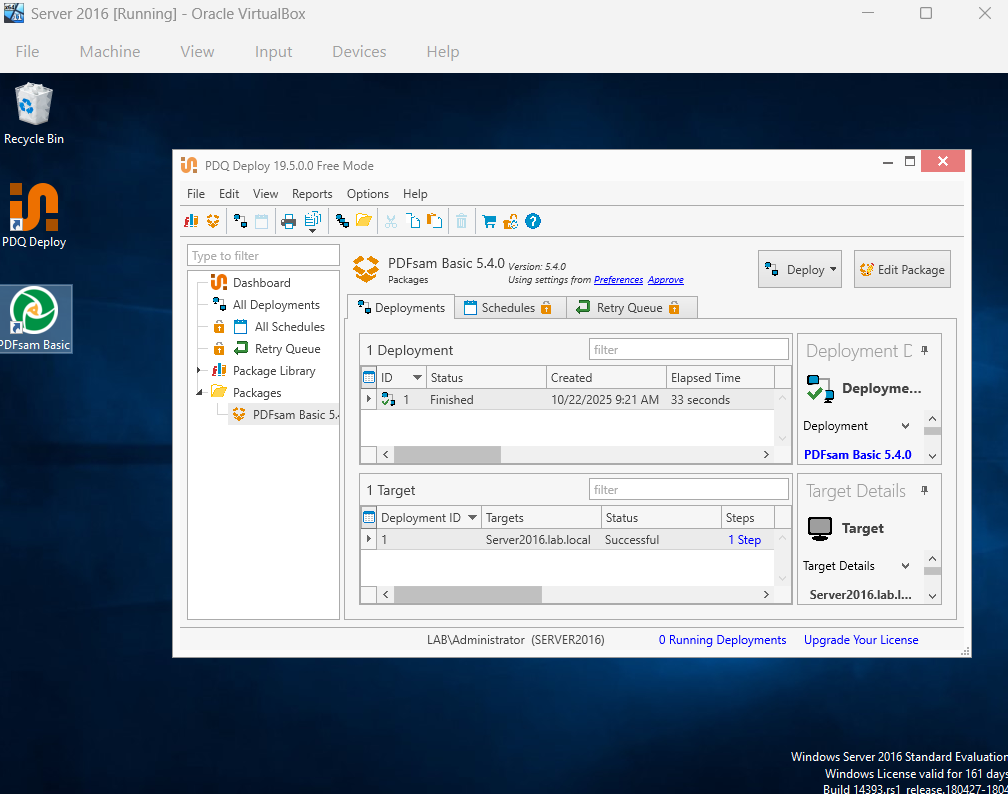 Server 2016 [Running] - Oracle VirtualBox
File Machine View Input Devices Help
Recycle Bin
PDQ Deploy
PDFsam Basic
PDQ Deploy 19.5.0.0 Free Mode
File Edit View Reports Options Help
Type to filter
Dashboard
All Deployments
All Schedules
Retry Queue
Package Library
Packages
PDFsam Basic 5.4
PDFsam Basic 5.4.0 Version: 5.4.0
Packages Using settings from Preferences Approve
Deploy
Edit Package
Deployments Schedules Retry Queue
1 Deployment filter
ID Status Created Elapsed Time
1 Finished 10/22/2025 9:21 AM 33 seconds
Deployment D
Deployme...
Deployment
PDFsam Basic 5.4.0
1 Target filter
Deployment ID Targets Status Steps
1 Server2016.lab.local Successful 1 Step
Target Details
Target
Target Details
Server2016.lab.l...
LAB\Administrator (SERVER2016) 0 Running Deployments Upgrade Your License
Windows Server 2016 Standard Evaluation
Windows License valid for 161 days
Build 14393.rs1_release.180427-1804